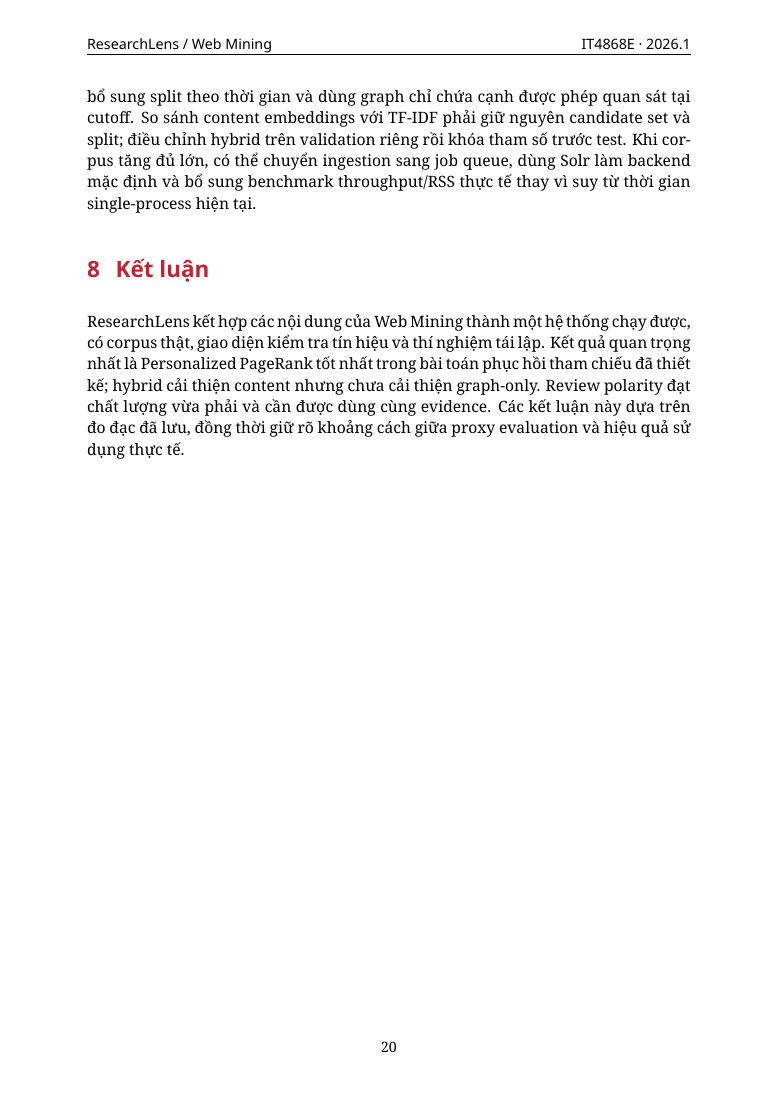 ResearchLens / Web Mining IT4868E · 2026.1
bổ sung split theo thời gian và dùng graph chỉ chứa cạnh được phép quan sát tại
cutoff. So sánh content embeddings với TF-IDF phải giữ nguyên candidate set và
split; điều chỉnh hybrid trên validation riêng rồi khóa tham số trước test. Khi cor-
pus tăng đủ lớn, có thể chuyển ingestion sang job queue, dùng Solr làm backend
mặc định và bổ sung benchmark throughput/RSS thực tế thay vì suy từ thời gian
single-process hiện tại.
8 Kết luận
ResearchLens kết hợp các nội dung của Web Mining thành một hệ thống chạy được,
có corpus thật, giao diện kiểm tra tín hiệu và thí nghiệm tái lập. Kết quả quan trọng
nhất là Personalized PageRank tốt nhất trong bài toán phục hồi tham chiếu đã thiết
kế; hybrid cải thiện content nhưng chưa cải thiện graph-only. Review polarity đạt
chất lượng vừa phải và cần được dùng cùng evidence. Các kết luận này dựa trên
đo đạc đã lưu, đồng thời giữ rõ khoảng cách giữa proxy evaluation và hiệu quả sử
dụng thực tế.
20